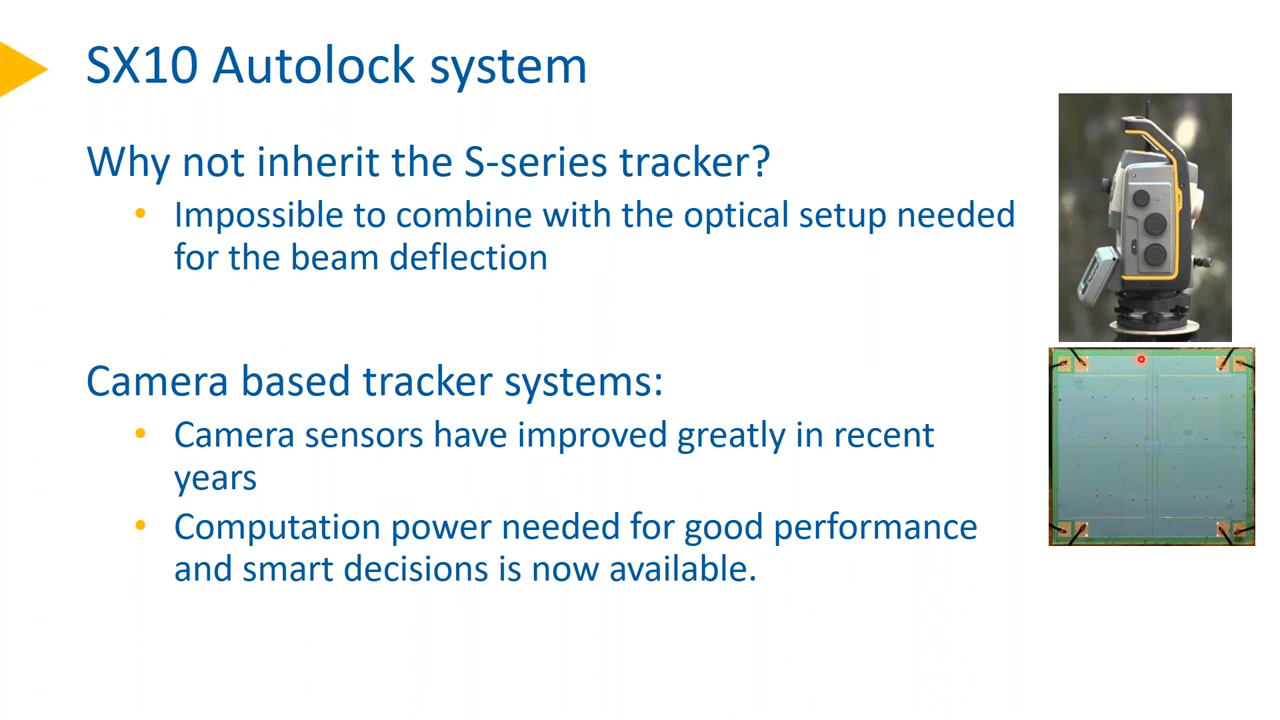 SX10 Autolock system
Why not inherit the S-series tracker?
• Impossible to combine with the optical setup needed
for the beam deflection
Camera based tracker systems:
• Camera sensors have improved greatly in recent
years
• Computation power needed for good performance
and smart decisions is now available.